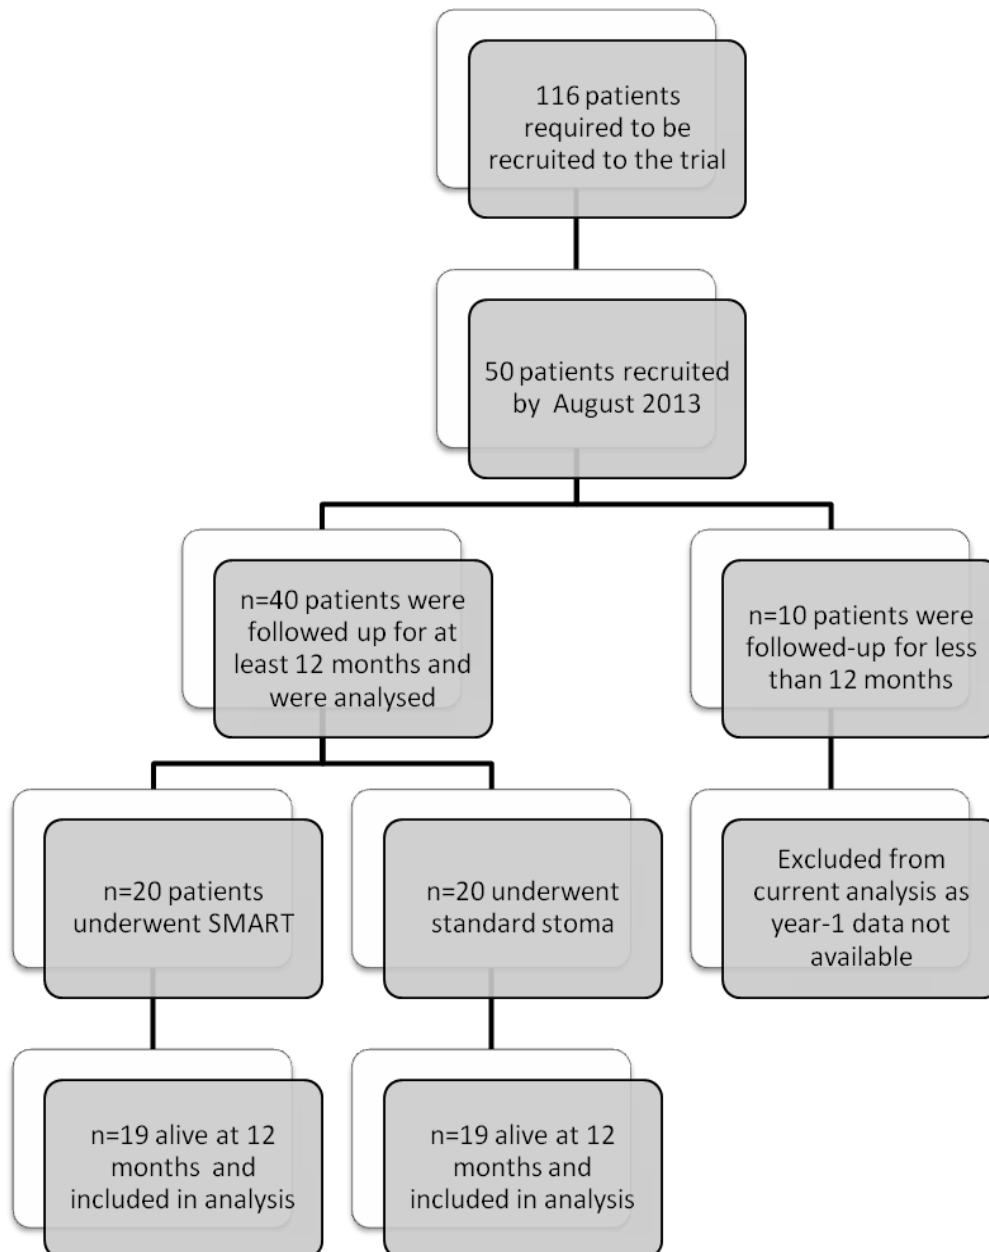 116 patients
required to be
recruited to the trial
50 patients recruited
by August 2013
n=40 patients were
followed up for at
least 12 months and
were analysed
n=10 patients were
followed-up for less
than 12 months
n=20 patients
underwent SMART
n=20 underwent
standard stoma
Excluded from
current analysis as
year-1 data not
available
n=19 alive at 12
months and
included in analysis
n=19 alive at 12
months and
included in analysis